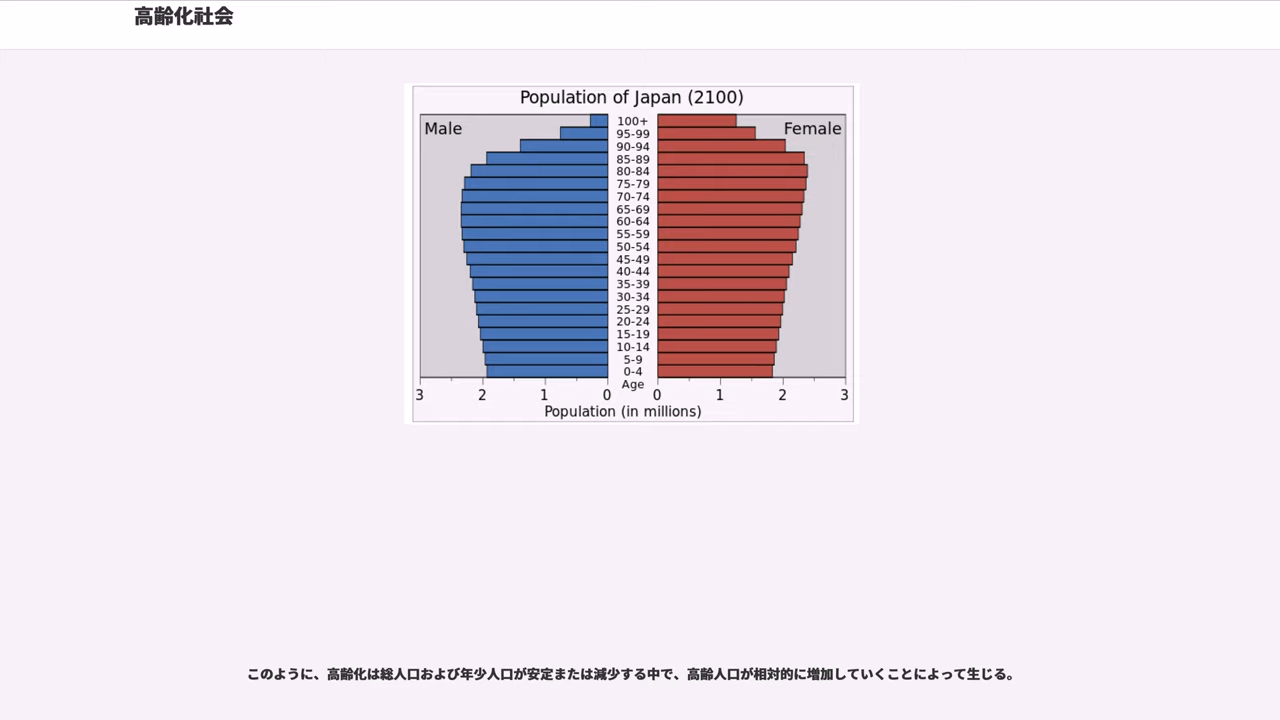 高齢化社会
Population of Japan (2100)
Male
Female
100+
95-99
90-94
85-89
80-84
75-79
70-74
65-69
60-64
55-59
50-54
45-49
40-44
35-39
30-34
25-29
20-24
15-19
10-14
5-9
0-4
Age
3 2 1 0 0 1 2 3
Population (in millions)
このように、高齢化は総人口および年少人口が安定または減少する中で、高齢人口が相対的に増加していくことによって生じる。